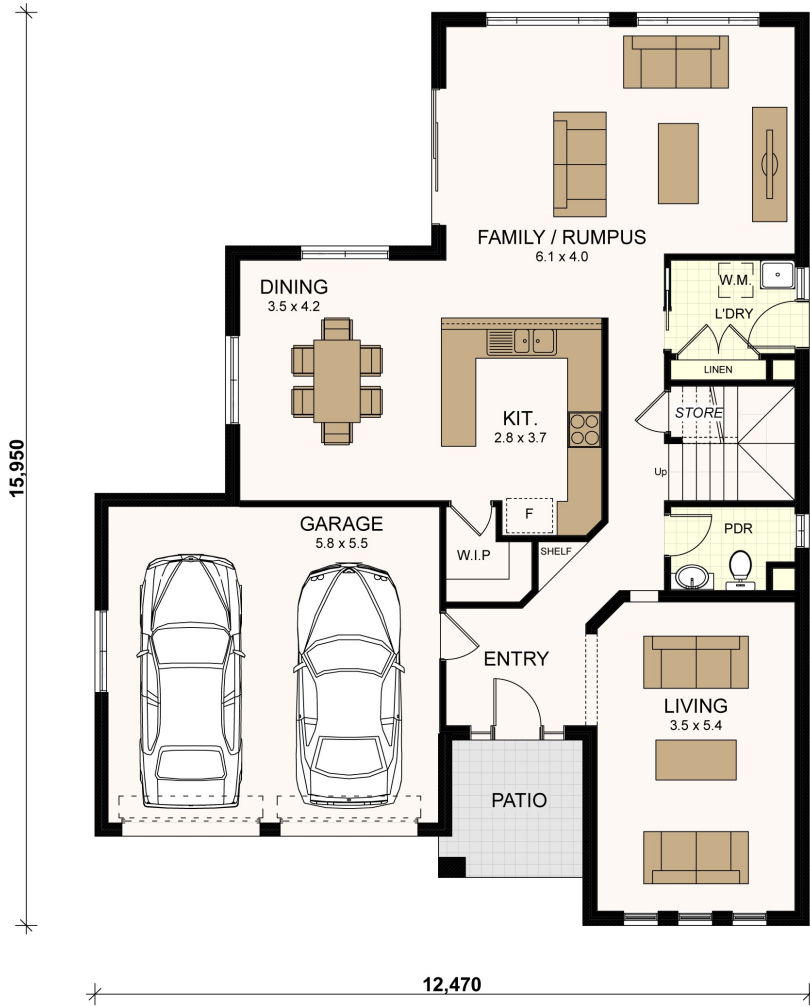 FAMILY / RUMPUS
6.1 x 4.0
DINING
3.5 x 4.2
W.M.
L'DRY
LINEN
KIT.
2.8 x 3.7
STORE
Up
F
GARAGE
5.8 x 5.5
W.I.P
SHELF
PDR
ENTRY
LIVING
3.5 x 5.4
PATIO
15,950
12,470